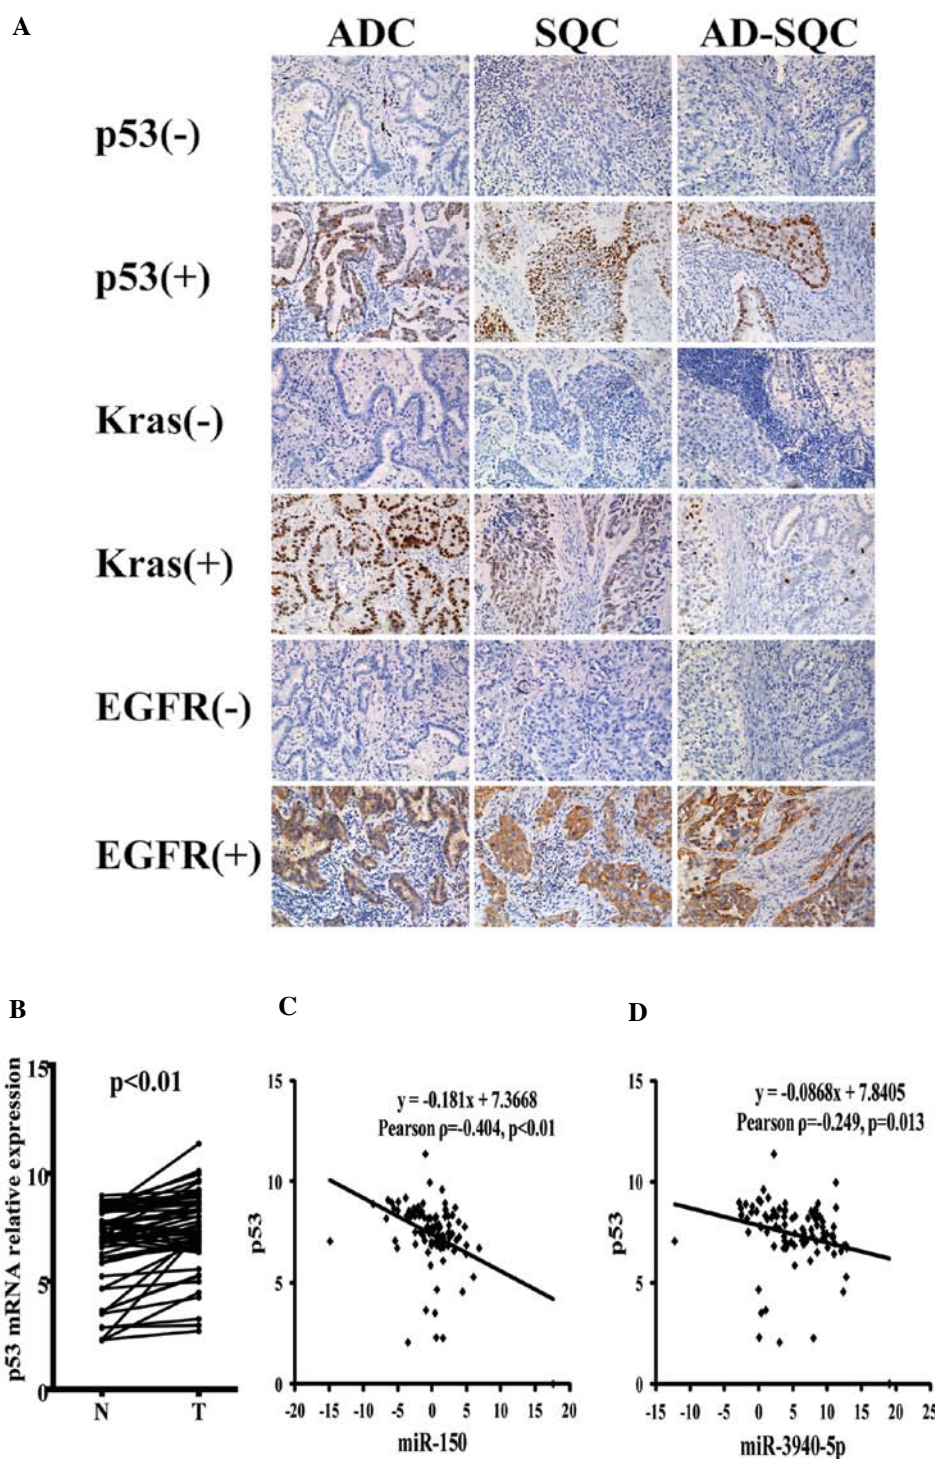 A
ADC SQC AD-SQC
p53(-)
p53(+)
Kras(-)
Kras(+)
EGFR(-)
EGFR(+)
B
p53 mRNA relative expression
15
10
5
0
p<0.01
N T
C
p53
15
10
5
0
y = -0.181x + 7.3668
Pearson ρ=-0.404, p<0.01
-20 -15 -10 -5 0 5 10 15 20
miR-150
D
p53
15
10
5
0
y = -0.0868x + 7.8405
Pearson ρ=-0.249, p=0.013
-15 -10 -5 0 5 10 15 20 25
miR-3940-5p